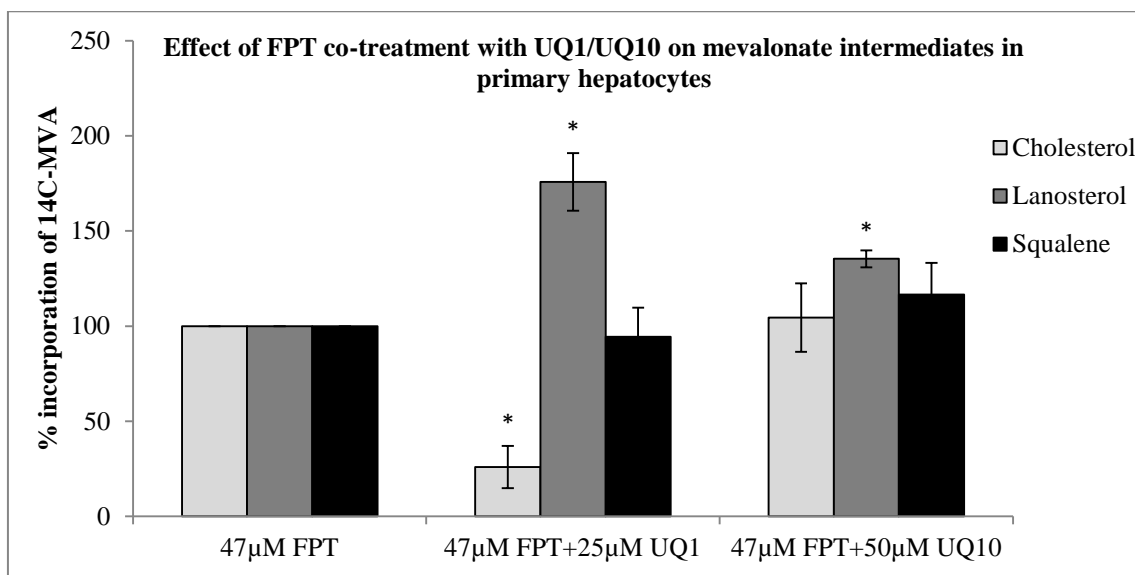 Effect of FPT co-treatment with UQ1/UQ10 on mevalonate intermediates in
primary hepatocytes
% incorporation of 14C-MVA
250
200
150
100
50
0
*
*
*
Cholesterol
Lanosterol
Squalene
47µM FPT
47µM FPT+25µM UQ1
47µM FPT+50µM UQ10